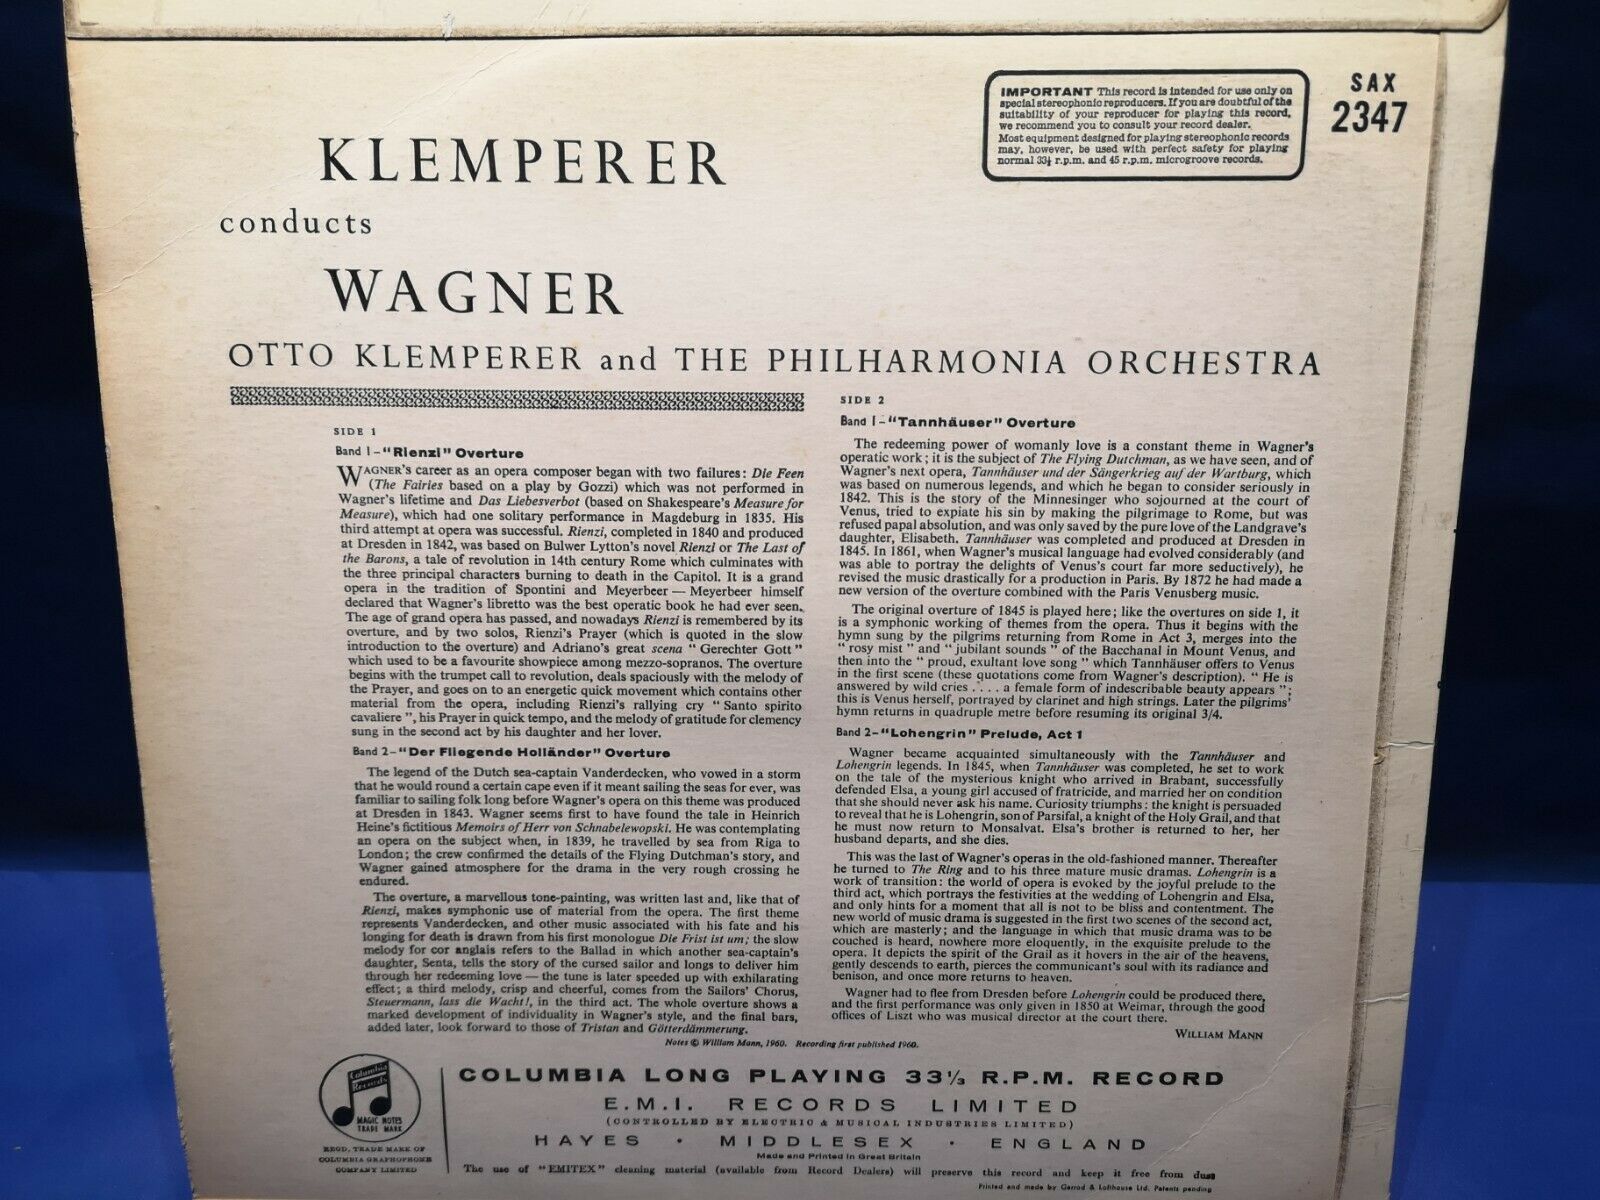 IMPORTANT This record is intended for use only on
special stereophonic reproducers. If you are doubtful of the
suitability of your reproducer for playing this record,
we recommend you to consult your record dealer.
Most equipment designed for playing stereophonic records
may, however, be used with perfect safety for playing
normal 33⅓ r.p.m. and 45 r.p.m. microgroove records.
SAX
2347
KLEMPERER
conducts
WAGNER
OTTO KLEMPERER and THE PHILHARMONIA ORCHESTRA
SIDE 1
Band 1–“Rienzi” Overture
WAGNER'S career as an opera composer began with two failures: Die Feen
(The Fairies based on a play by Gozzi) which was not performed in
Wagner's lifetime and Das Liebesverbot (based on Shakespeare's Measure for
Measure), which had one solitary performance in Magdeburg in 1835. His
third attempt at opera was successful. Rienzi, completed in 1840 and produced
at Dresden in 1842, was based on Bulwer Lytton's novel Rienzi or The Last of
the Barons, a tale of revolution in 14th century Rome which culminates with
the three principal characters burning to death in the Capitol. It is a grand
opera in the tradition of Spontini and Meyerbeer — Meyerbeer himself
declared that Wagner's libretto was the best operatic book he had ever seen.
The age of grand opera has passed, and nowadays Rienzi is remembered by its
overture, and by two solos, Rienzi's Prayer (which is quoted in the slow
introduction to the overture) and Adriano's great scena “ Gerechter Gott ”
which used to be a favourite showpiece among mezzo-sopranos. The overture
begins with the trumpet call to revolution, deals spaciously with the melody of
the Prayer, and goes on to an energetic quick movement which contains other
material from the opera, including Rienzi's rallying cry “ Santo spirito
cavaliere ”, his Prayer in quick tempo, and the melody of gratitude for clemency
sung in the second act by his daughter and her lover.
Band 2–“Der Fliegende Holländer” Overture
The legend of the Dutch sea-captain Vanderdecken, who vowed in a storm
that he would round a certain cape even if it meant sailing the seas for ever, was
familiar to sailing folk long before Wagner's opera on this theme was produced
at Dresden in 1843. Wagner seems first to have found the tale in Heinrich
Heine's fictitious Memoirs of Herr von Schnabelewopski. He was contemplating
an opera on the subject when, in 1839, he travelled by sea from Riga to
London; the crew confirmed the details of the Flying Dutchman's story, and
Wagner gained atmosphere for the drama in the very rough crossing he
endured.
The overture, a marvellous tone-painting, was written last and, like that of
Rienzi, makes symphonic use of material from the opera. The first theme
represents Vanderdecken, and other music associated with his fate and his
longing for death is drawn from his first monologue Die Frist ist um; the slow
melody for cor anglais refers to the Ballad in which another sea-captain's
daughter, Senta, tells the story of the cursed sailor and longs to deliver him
through her redeeming love — the tune is later speeded up with exhilarating
effect; a third melody, crisp and cheerful, comes from the Sailors' Chorus,
Steuermann, lass die Wacht!, in the third act. The whole overture shows a
marked development of individuality in Wagner's style, and the final bars,
added later, look forward to those of Tristan and Götterdämmerung.
SIDE 2
Band 1–“Tannhäuser” Overture
The redeeming power of womanly love is a constant theme in Wagner's
operatic work; it is the subject of The Flying Dutchman, as we have seen, and of
Wagner's next opera, Tannhäuser und der Sängerkrieg auf der Wartburg, which
was based on numerous legends, and which he began to consider seriously in
1842. This is the story of the Minnesinger who sojourned at the court of
Venus, tried to expiate his sin by making the pilgrimage to Rome, but was
refused papal absolution, and was only saved by the pure love of the Landgrave's
daughter, Elisabeth. Tannhäuser was completed and produced at Dresden in
1845. In 1861, when Wagner's musical language had evolved considerably (and
was able to portray the delights of Venus's court far more seductively), he
revised the music drastically for a production in Paris. By 1872 he had made a
new version of the overture combined with the Paris Venusberg music.
The original overture of 1845 is played here; like the overtures on side 1, it
is a symphonic working of themes from the opera. Thus it begins with the
hymn sung by the pilgrims returning from Rome in Act 3, merges into the
“ rosy mist ” and “ jubilant sounds ” of the Bacchanal in Mount Venus, and
then into the “ proud, exultant love song ” which Tannhäuser offers to Venus
in the first scene (these quotations come from Wagner's description). “ He is
answered by wild cries . . . . a female form of indescribable beauty appears ”;
this is Venus herself, portrayed by clarinet and high strings. Later the pilgrims'
hymn returns in quadruple metre before resuming its original 3/4.
Band 2–“Lohengrin” Prelude, Act 1
Wagner became acquainted simultaneously with the Tannhäuser and
Lohengrin legends. In 1845, when Tannhäuser was completed, he set to work
on the tale of the mysterious knight who arrived in Brabant, successfully
defended Elsa, a young girl accused of fratricide, and married her on condition
that she should never ask his name. Curiosity triumphs: the knight is persuaded
to reveal that he is Lohengrin, son of Parsifal, a knight of the Holy Grail, and that
he must now return to Monsalvat. Elsa's brother is returned to her, her
husband departs, and she dies.
This was the last of Wagner's operas in the old-fashioned manner. Thereafter
he turned to The Ring and to his three mature music dramas. Lohengrin is a
work of transition: the world of opera is evoked by the joyful prelude to the
third act, which portrays the festivities at the wedding of Lohengrin and Elsa,
and only hints for a moment that all is not to be bliss and contentment. The
new world of music drama is suggested in the first two scenes of the second act,
which are masterly; and the language in which that music drama was to be
couched is heard, nowhere more eloquently, in the exquisite prelude to the
opera. It depicts the spirit of the Grail as it hovers in the air of the heavens,
gently descends to earth, pierces the communicant's soul with its radiance and
benison, and once more returns to heaven.
Wagner had to flee from Dresden before Lohengrin could be produced there,
and the first performance was only given in 1850 at Weimar, through the good
offices of Liszt who was musical director at the court there.
WILLIAM MANN
Notes © William Mann, 1960. Recording first published 1960.
Columbia
Records
MAGIC NOTES
TRADE MARK
REGD. TRADE MARK OF
COLUMBIA GRAPHOPHONE
COMPANY LIMITED
COLUMBIA LONG PLAYING 33⅓ R.P.M. RECORD
E.M.I. RECORDS LIMITED
(CONTROLLED BY ELECTRIC & MUSICAL INDUSTRIES LIMITED)
HAYES · MIDDLESEX · ENGLAND
Made and Printed in Great Britain
The use of “EMITEX” cleaning material (available from Record Dealers) will preserve this record and keep it free from dust
Printed and made by Garrod & Lofthouse Ltd. Patents pending